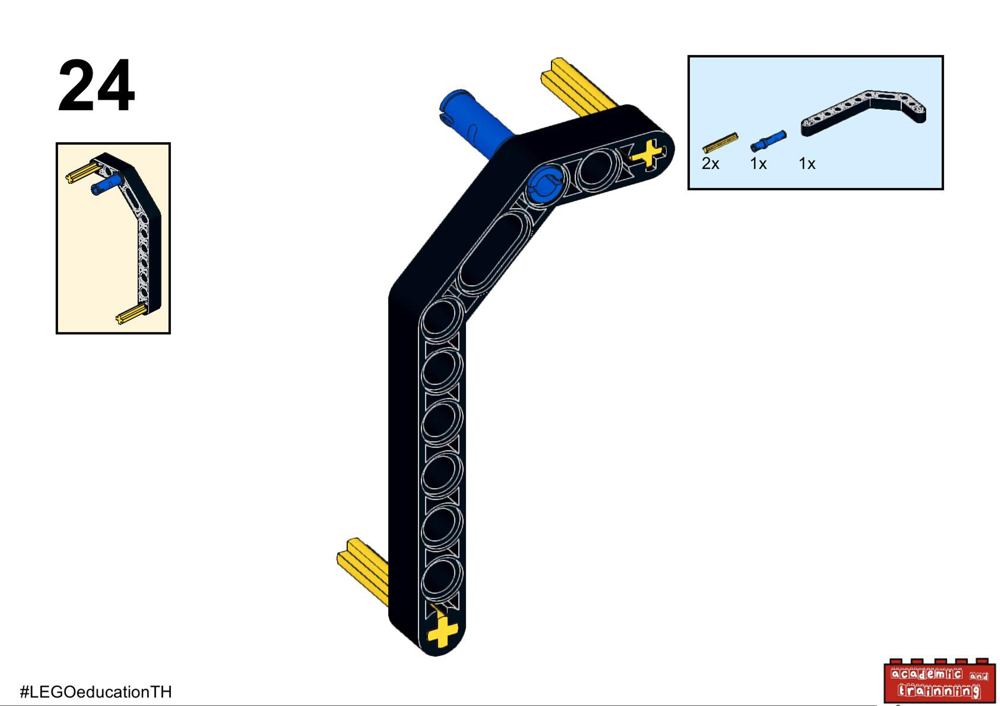 24
2x
1x
1x
#LEGOeducationTH
academic and
trainning